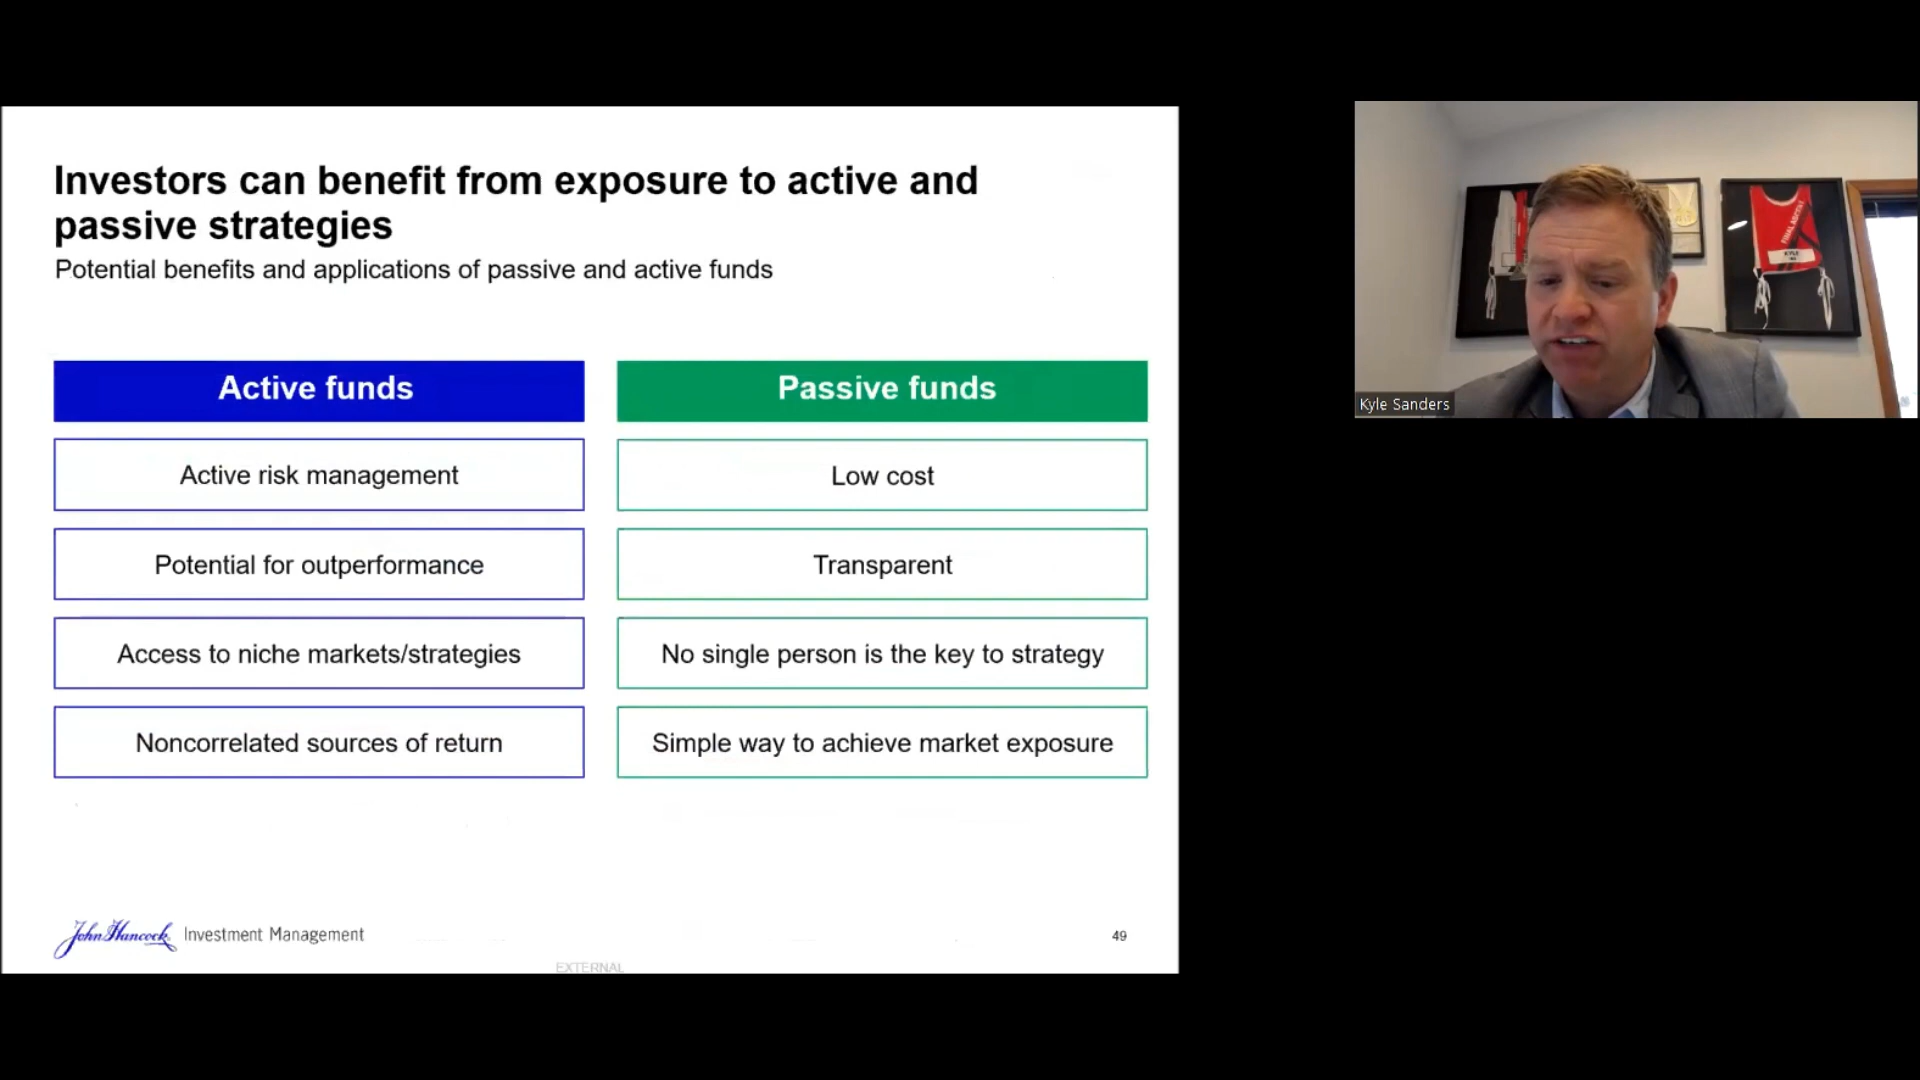 Investors can benefit from exposure to active and
passive strategies
Potential benefits and applications of passive and active funds
Active funds
Passive funds
Active risk management
Low cost
Potential for outperformance
Transparent
Access to niche markets/strategies
No single person is the key to strategy
Noncorrelated sources of return
Simple way to achieve market exposure
John Hancock Investment Management
49
EXTERNAL
Kyle Sanders
FINAL ASCENT
KYLE